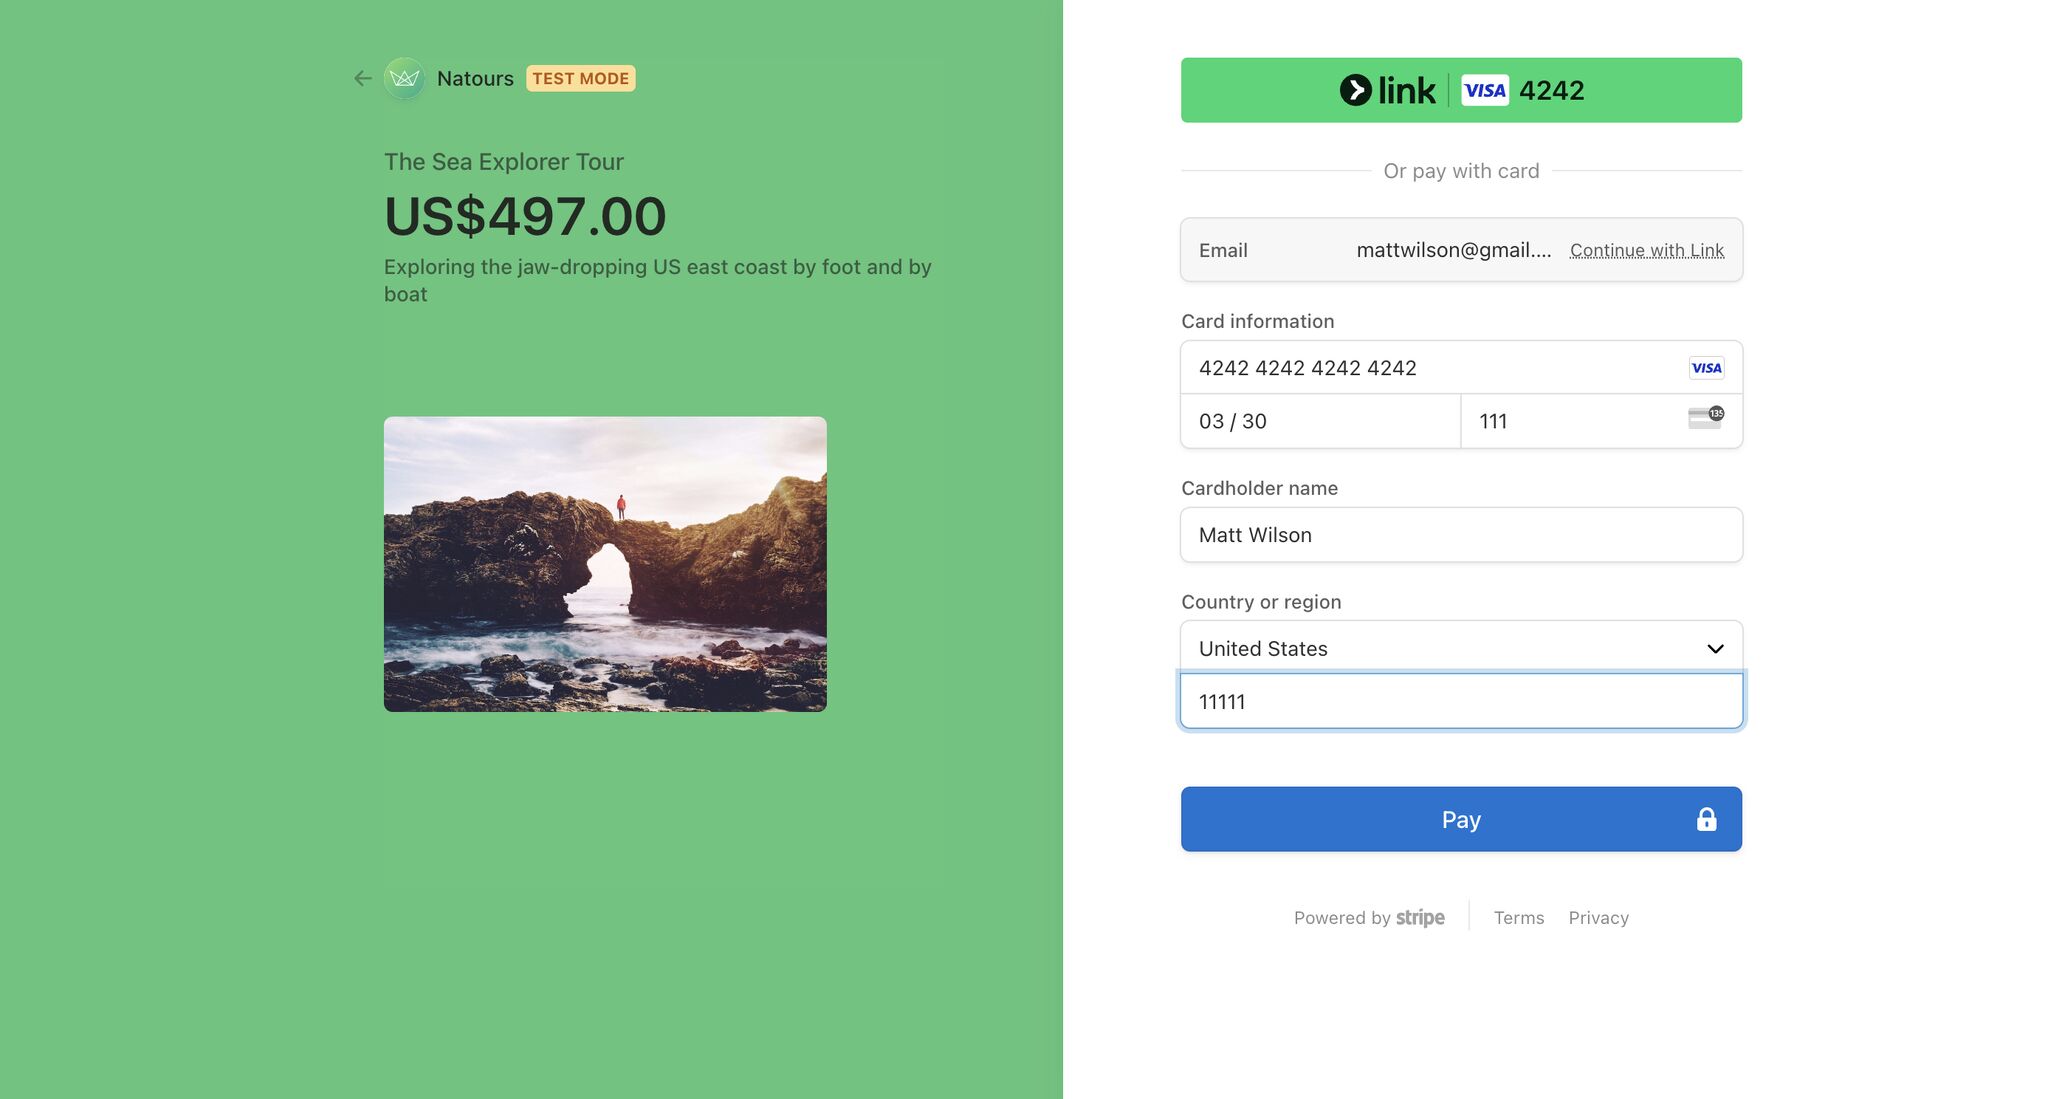 Natours TEST MODE
The Sea Explorer Tour
US$497.00
Exploring the jaw-dropping US east coast by foot and by
boat
link VISA 4242
Or pay with card
Email mattwilson@gmail.... Continue with Link
Card information
4242 4242 4242 4242 VISA
03 / 30 111 135
Cardholder name
Matt Wilson
Country or region
United States
11111
Pay
Powered by stripe Terms Privacy